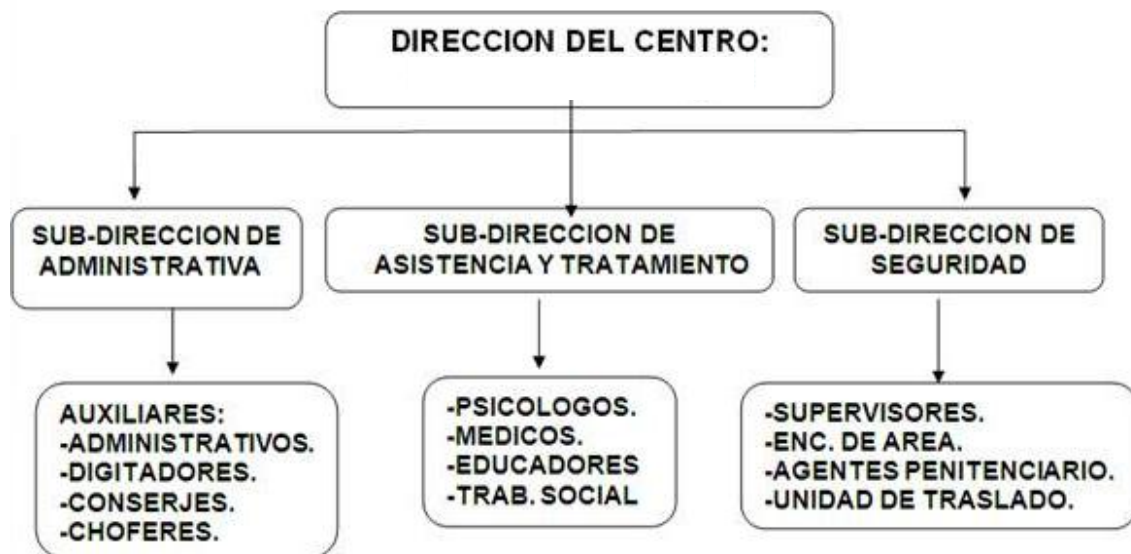 DIRECCION DEL CENTRO:
SUB-DIRECCION DE
ADMINISTRATIVA
SUB-DIRECCION DE
ASISTENCIA Y TRATAMIENTO
SUB-DIRECCION DE
SEGURIDAD
AUXILIARES:
-ADMINISTRATIVOS.
-DIGITADORES.
-CONSERJES.
-CHOFERES.
-PSICOLOGOS.
-MEDICOS.
-EDUCADORES
-TRAB. SOCIAL
-SUPERVISORES.
-ENC. DE AREA.
-AGENTES PENITENCIARIO.
-UNIDAD DE TRASLADO.